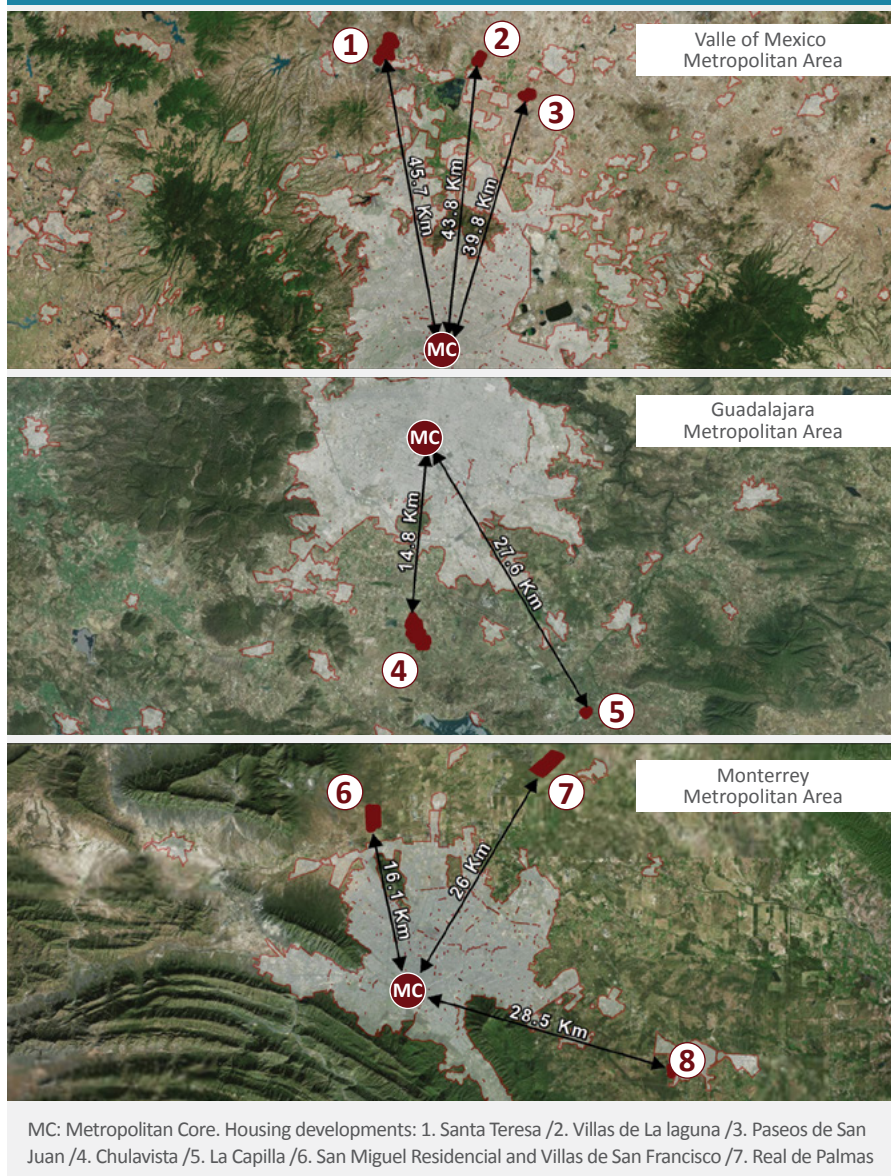 1
2
3
Valle of Mexico
Metropolitan Area
45.7 Km
43.8 Km
39.8 Km
MC
Guadalajara
Metropolitan Area
MC
14.8 Km
27.6 Km
4
5
Monterrey
Metropolitan Area
6
7
16.1 Km
26 Km
MC
28.5 Km
8
MC: Metropolitan Core. Housing developments: 1. Santa Teresa /2. Villas de La laguna /3. Paseos de San
Juan /4. Chulavista /5. La Capilla /6. San Miguel Residencial and Villas de San Francisco /7. Real de Palmas